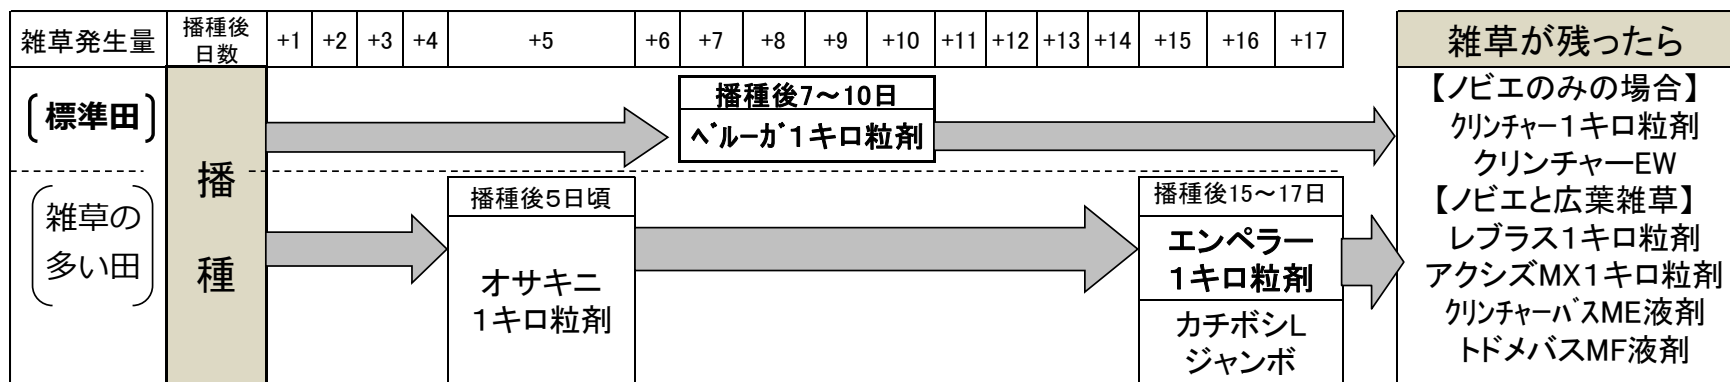 雑草発生量
播種後
日数
+1 +2 +3 +4 +5 +6 +7 +8 +9 +10 +11 +12 +13 +14 +15 +16 +17
雑草が残ったら
〔標準田〕
播
種
播種後7～10日
ﾍﾞﾙｰｶﾞ1キロ粒剤
雑草の
多い田
播種後5日頃
オサキニ
1キロ粒剤
播種後15～17日
エンペラー
1キロ粒剤
カチボシL
ジャンボ
【ノビエのみの場合】
ｸﾘﾝﾁｬｰ1キロ粒剤
クリンチャーEW
【ノビエと広葉雑草】
レブラス1キロ粒剤
アクシズMX1キロ粒剤
ｸﾘﾝﾁｬｰﾊﾞｽME液剤
トドメバスMF液剤